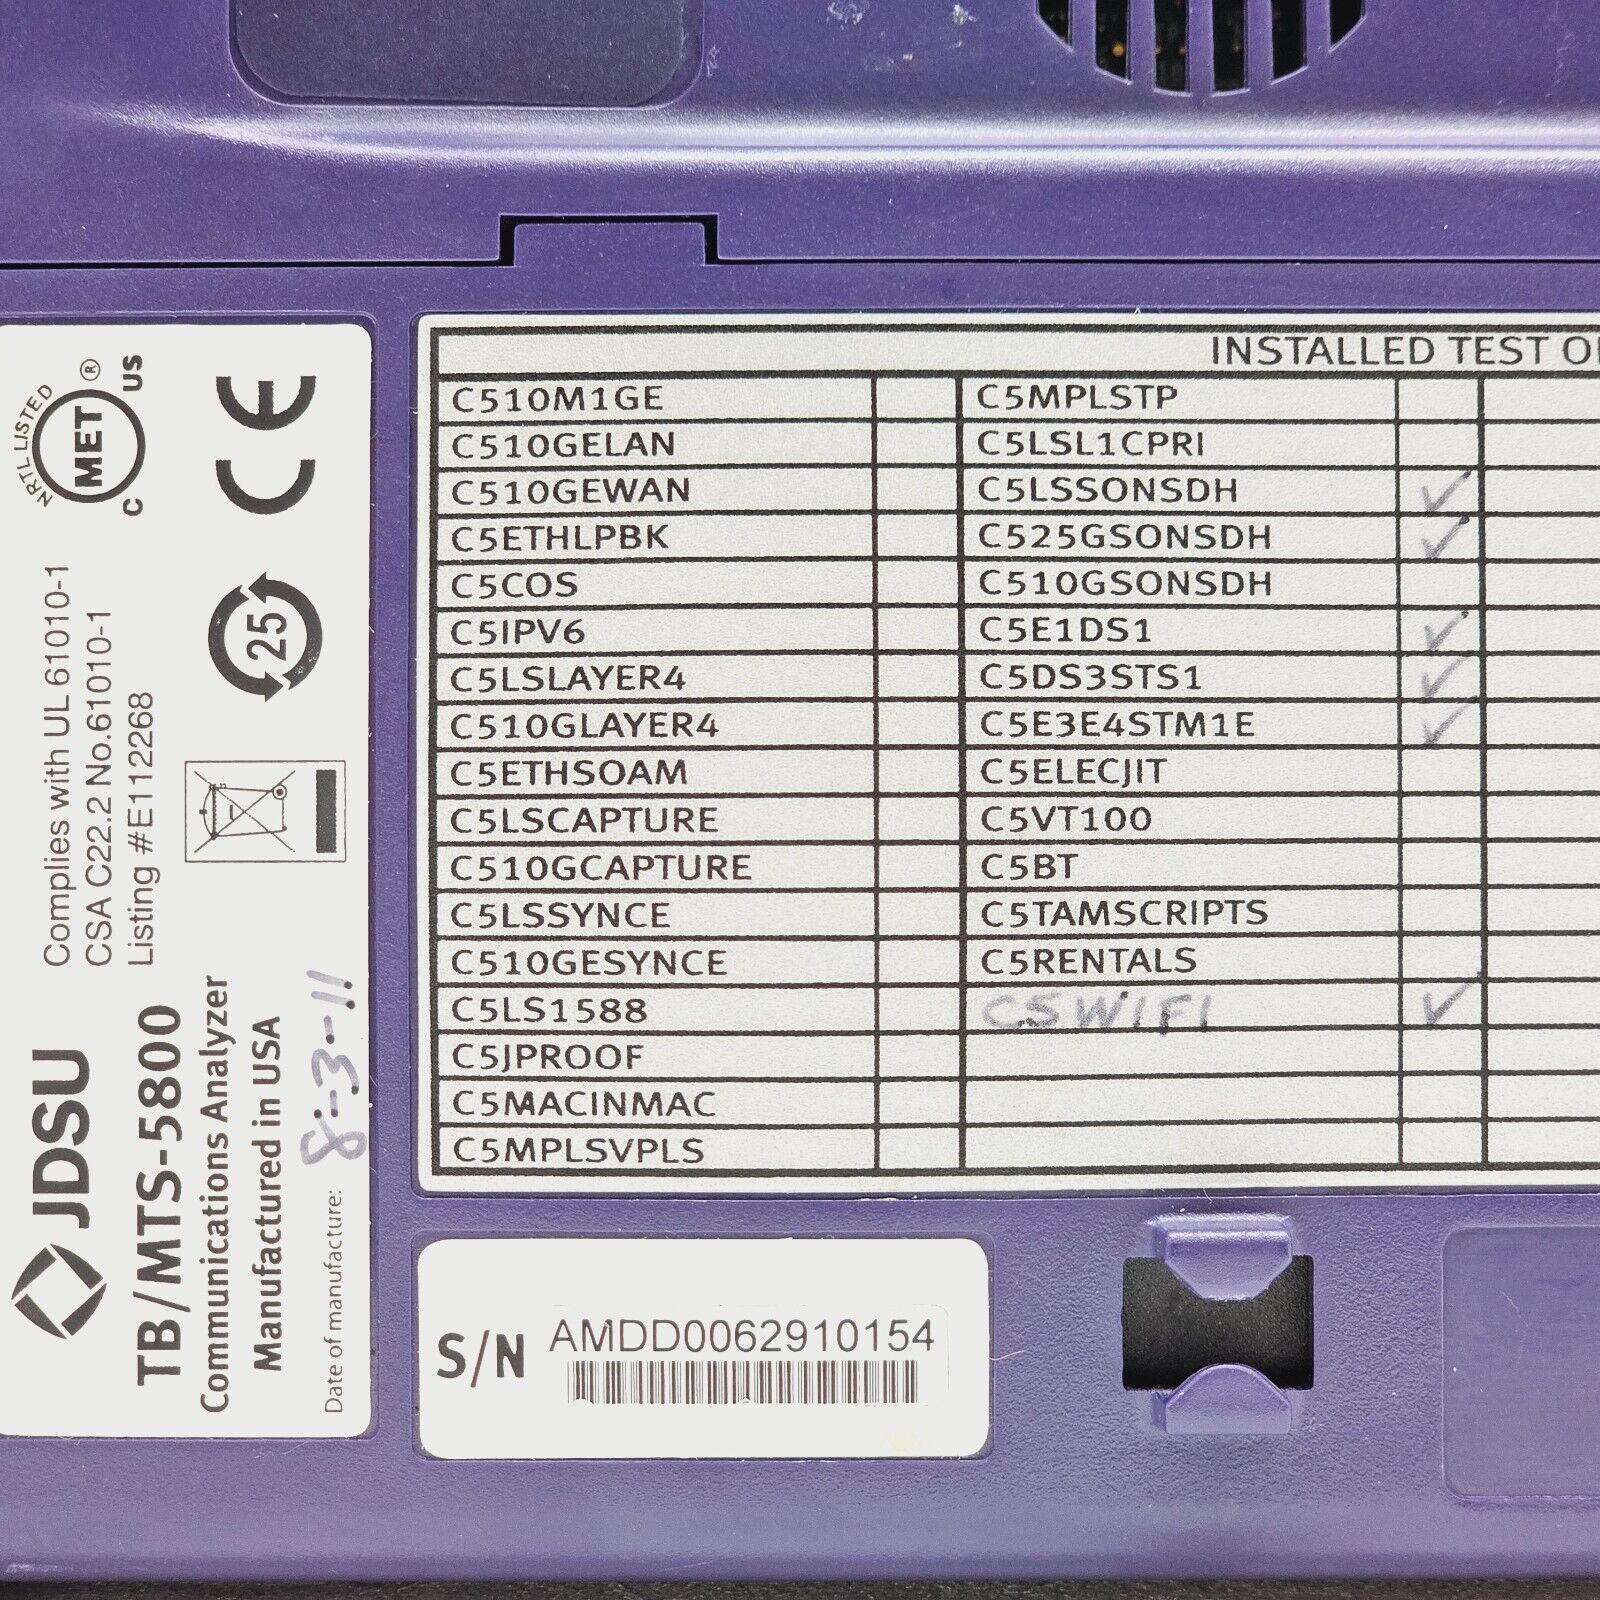 NRTL LISTED
MET
®
C
US
Complies with UL 61010-1
CSA C22.2 No.61010-1
Listing #E112268
25
JDSU
TB/MTS-5800
Communications Analyzer
Manufactured in USA
Date of manufacture: 8-3-11
INSTALLED TEST
C510M1GE C5MPLSTP
C510GELAN C5LSL1CPRI
C510GEWAN C5LSSONSDH ✓
C5ETHLPBK C525GSONSDH ✓
C5COS C510GSONSDH
C5IPV6 C5E1DS1 ✓
C5LSLAYER4 C5DS3STS1 ✓
C510GLAYER4 C5E3E4STM1E ✓
C5ETHSOAM C5ELECJIT
C5LSCAPTURE C5VT100
C510GCAPTURE C5BT
C5LSSYNCE C5TAMSCRIPTS
C510GESYNCE C5RENTALS
C5LS1588 C5WIFI ✓
C5JPROOF
C5MACINMAC
C5MPLSVPLS
S/N AMDD0062910154